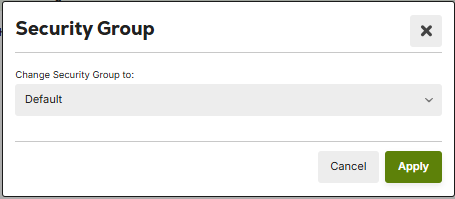 Security Group
Change Security Group to:
Default
Cancel
Apply